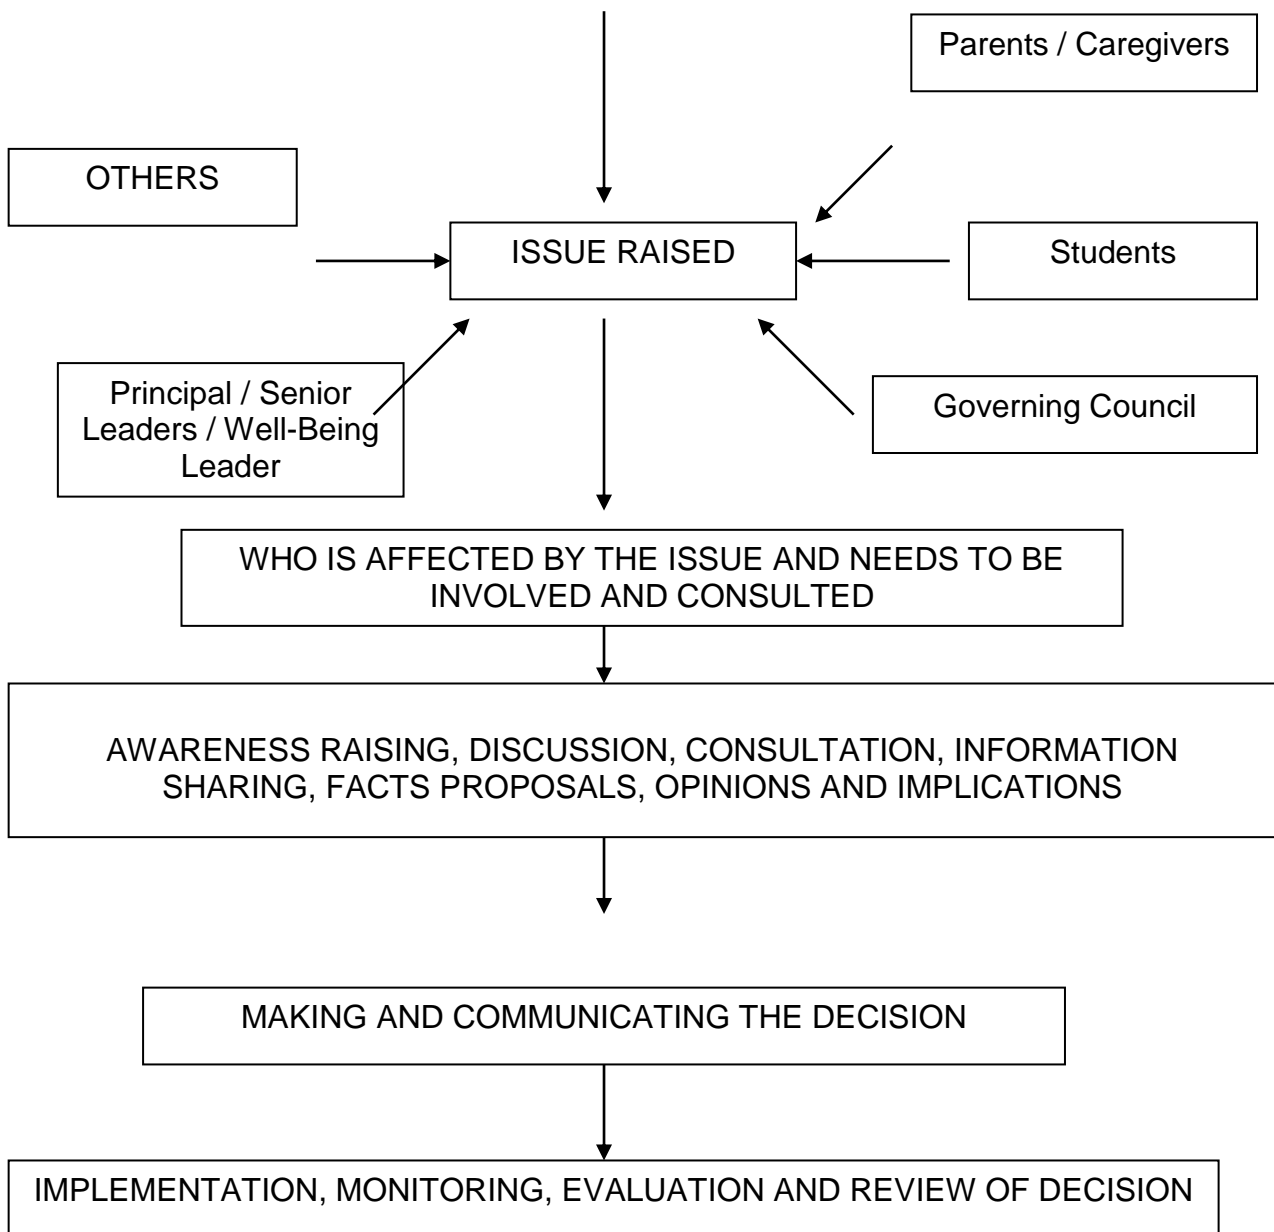 Parents / Caregivers
OTHERS
ISSUE RAISED
Students
Principal / Senior
Leaders / Well-Being
Leader
Governing Council
WHO IS AFFECTED BY THE ISSUE AND NEEDS TO BE
INVOLVED AND CONSULTED
AWARENESS RAISING, DISCUSSION, CONSULTATION, INFORMATION
SHARING, FACTS PROPOSALS, OPINIONS AND IMPLICATIONS
MAKING AND COMMUNICATING THE DECISION
IMPLEMENTATION, MONITORING, EVALUATION AND REVIEW OF DECISION